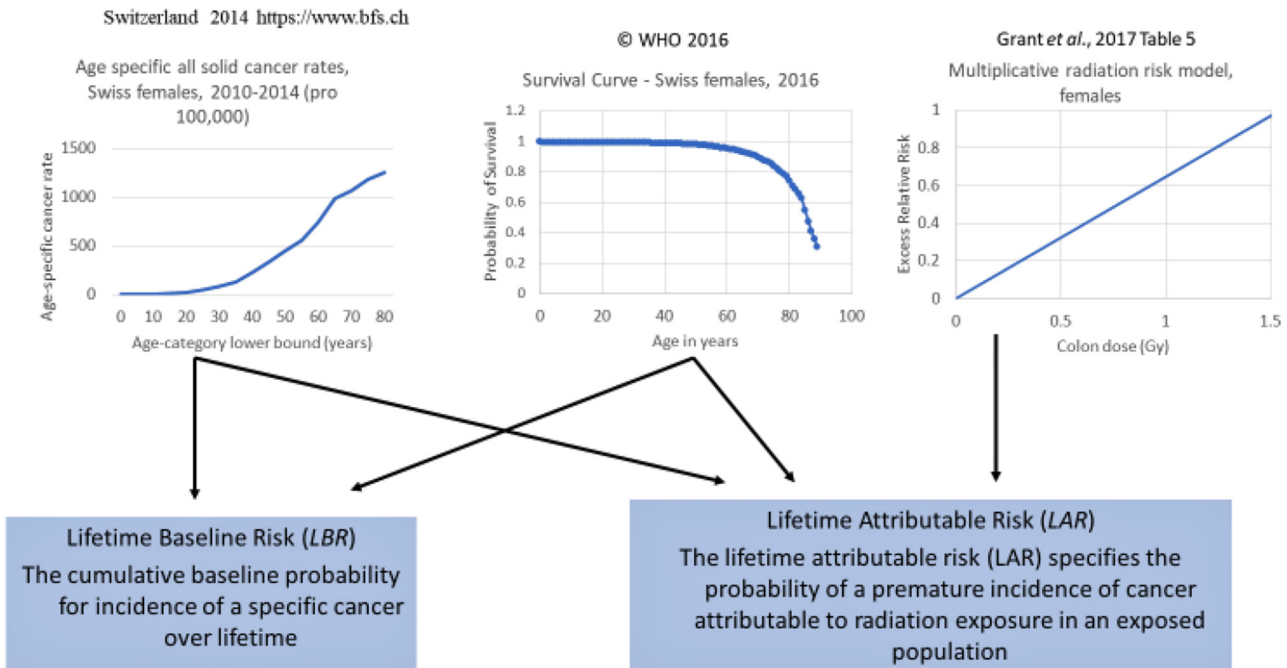 Switzerland 2014 https://www.bfs.ch
Age specific all solid cancer rates,
Swiss females, 2010-2014 (pro
100,000)
Age-specific cancer rate
1500
1000
500
0
0 10 20 30 40 50 60 70 80
Age-category lower bound (years)
© WHO 2016
Survival Curve - Swiss females, 2016
Probability of Survival
1.2
1
0.8
0.6
0.4
0.2
0
0 20 40 60 80 100
Age in years
Grant et al., 2017 Table 5
Multiplicative radiation risk model,
females
Excess Relative Risk
1
0.8
0.6
0.4
0.2
0
0 0.5 1 1.5
Colon dose (Gy)
Lifetime Baseline Risk (LBR)
The cumulative baseline probability
for incidence of a specific cancer
over lifetime
Lifetime Attributable Risk (LAR)
The lifetime attributable risk (LAR) specifies the
probability of a premature incidence of cancer
attributable to radiation exposure in an exposed
population